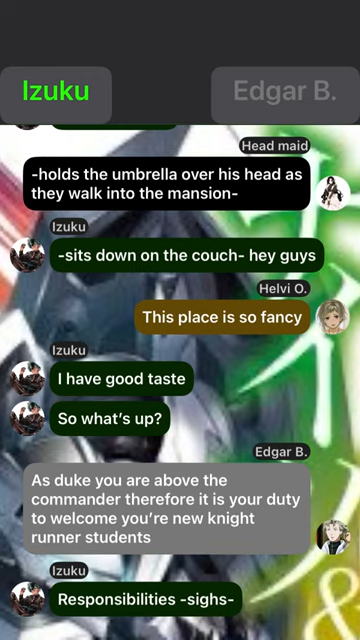 Izuku
Edgar B.
Head maid
-holds the umbrella over his head as
they walk into the mansion-
Izuku
-sits down on the couch- hey guys
Helvi O.
This place is so fancy
Izuku
I have good taste
So what's up?
Edgar B.
As duke you are above the
commander therefore it is your duty
to welcome you're new knight
runner students
Izuku
Responsibilities -sighs-